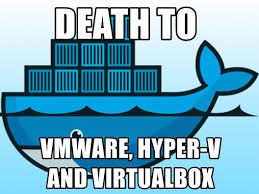 DEATH TO
VMWARE, HYPER-V
AND VIRTUALBOX